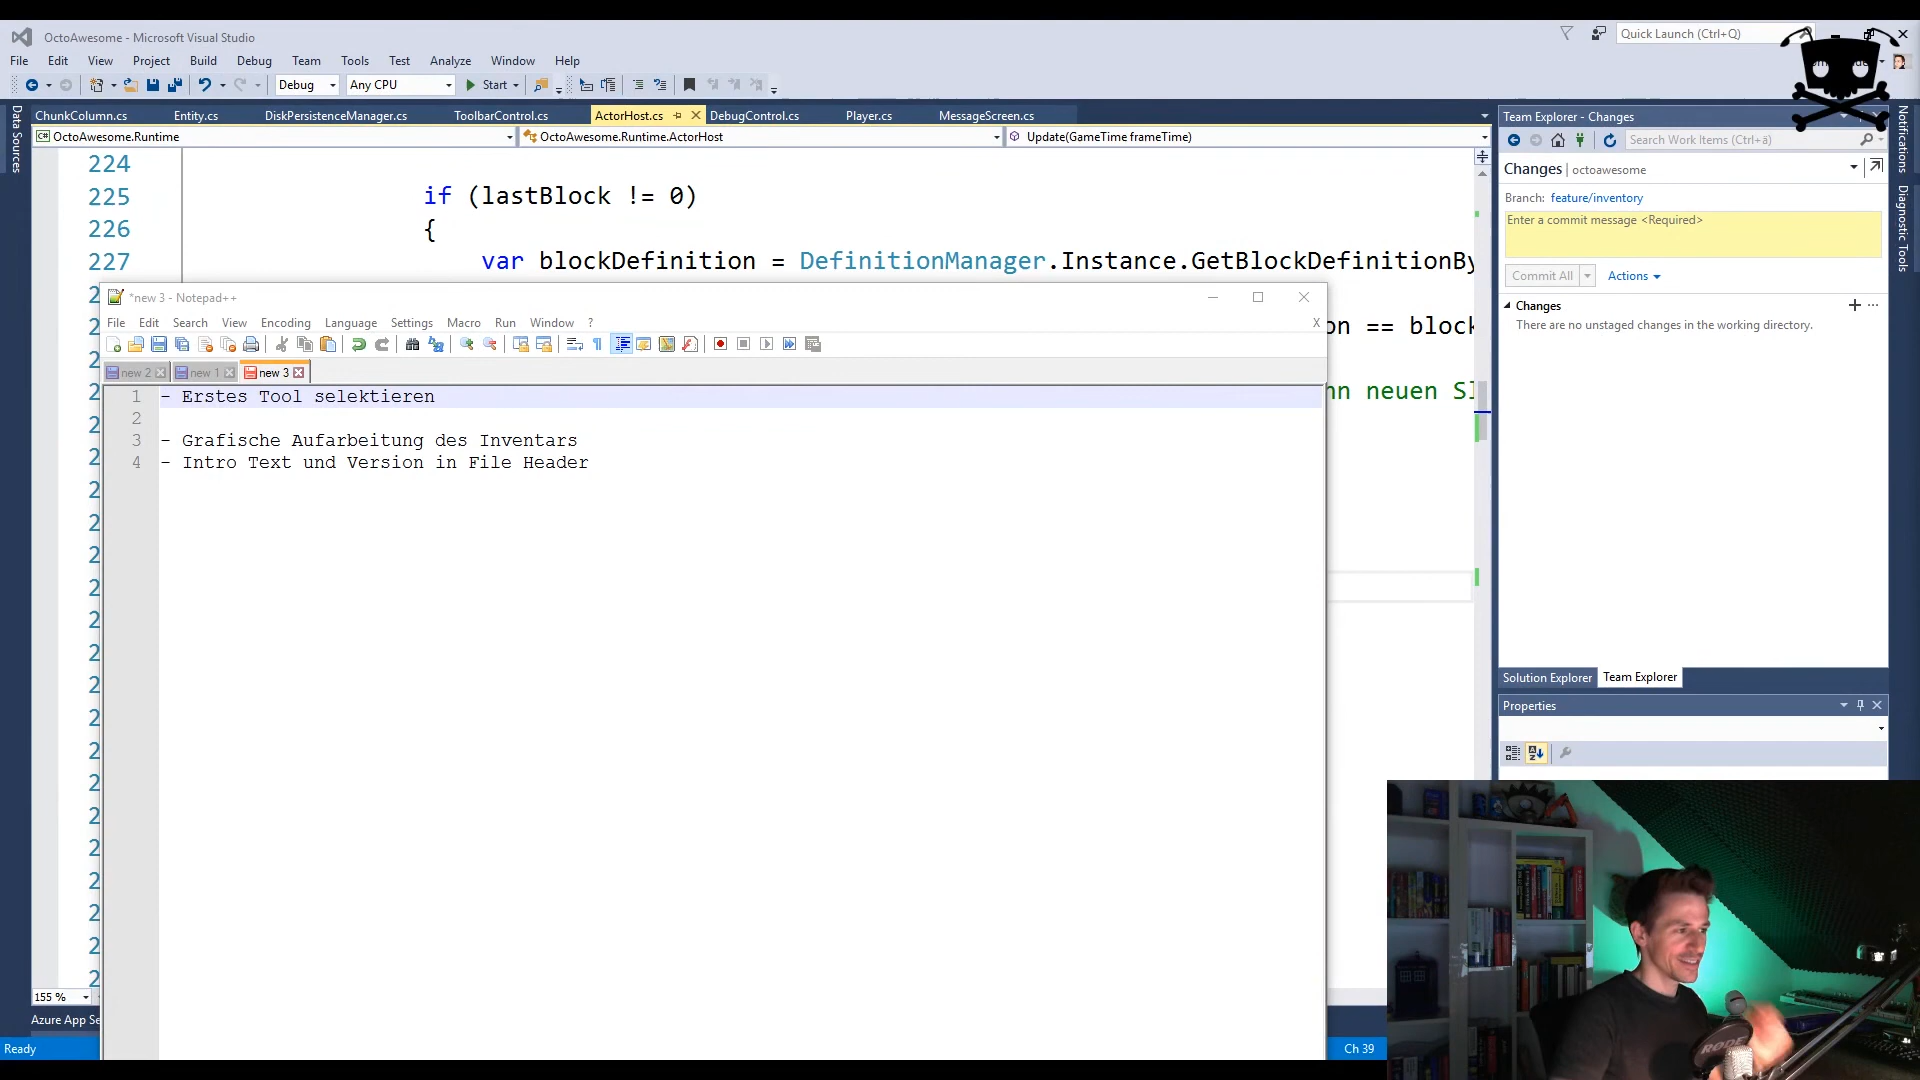 OctoAwesome - Microsoft Visual Studio
Quick Launch (Ctrl+Q)
File Edit View Project Build Debug Team Tools Test Analyze Window Help
Debug Any CPU Start
ChunkColumn.cs Entity.cs DiskPersistenceManager.cs ToolbarControl.cs ActorHost.cs DebugControl.cs Player.cs MessageScreen.cs
OctoAwesome.Runtime OctoAwesome.Runtime.ActorHost Update(GameTime frameTime)
Data Sources
224
225 if (lastBlock != 0)
226 {
227 var blockDefinition = DefinitionManager.Instance.GetBlockDefinitionBy
on == block
nn neuen Sl
*new 3 - Notepad++
File Edit Search View Encoding Language Settings Macro Run Window ? X
new 2 new 1 new 3
1 - Erstes Tool selektieren
2
3 - Grafische Aufarbeitung des Inventars
4 - Intro Text und Version in File Header
155 %
Azure App Se
Ready
Ch 39
Team Explorer - Changes
Search Work Items (Ctrl+ä)
Changes | octoawesome
Branch: feature/inventory
Enter a commit message <Required>
Commit All Actions
Changes
There are no unstaged changes in the working directory.
Solution Explorer Team Explorer
Properties
Notifications
Diagnostic Tools
RODE